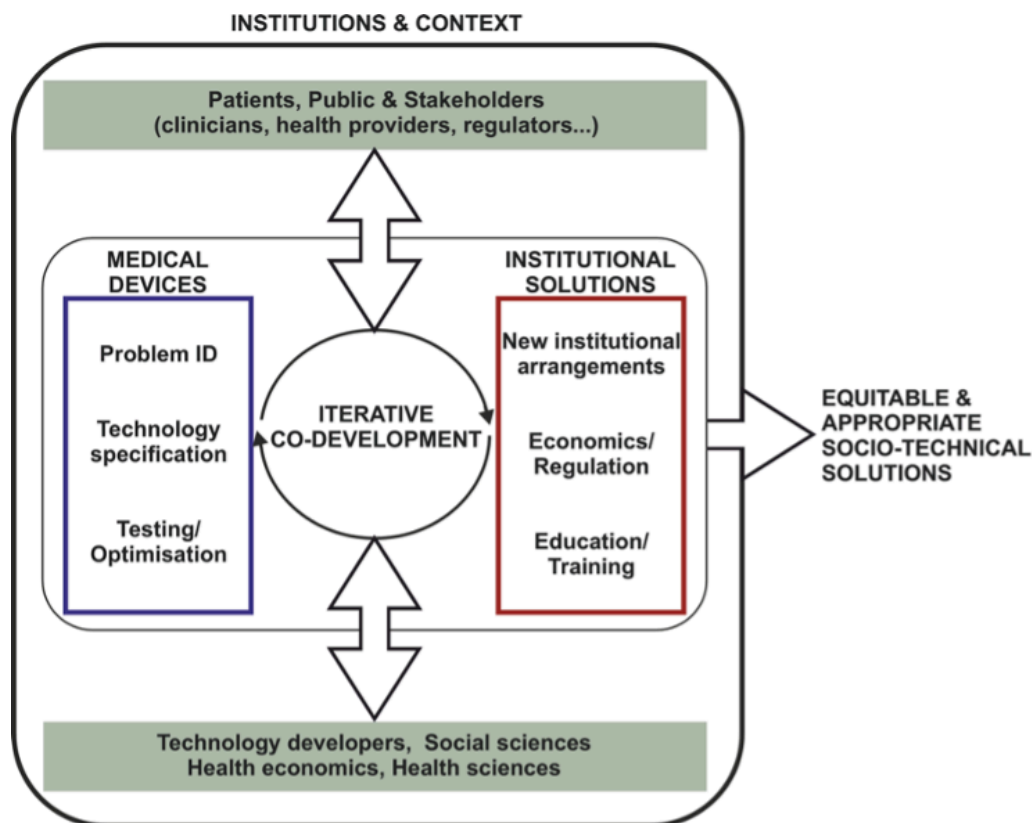 INSTITUTIONS & CONTEXT
Patients, Public & Stakeholders
(clinicians, health providers, regulators...)
MEDICAL
DEVICES
Problem ID
Technology
specification
Testing/
Optimisation
ITERATIVE
CO-DEVELOPMENT
INSTITUTIONAL
SOLUTIONS
New institutional
arrangements
Economics/
Regulation
Education/
Training
EQUITABLE &
APPROPRIATE
SOCIO-TECHNICAL
SOLUTIONS
Technology developers, Social sciences
Health economics, Health sciences